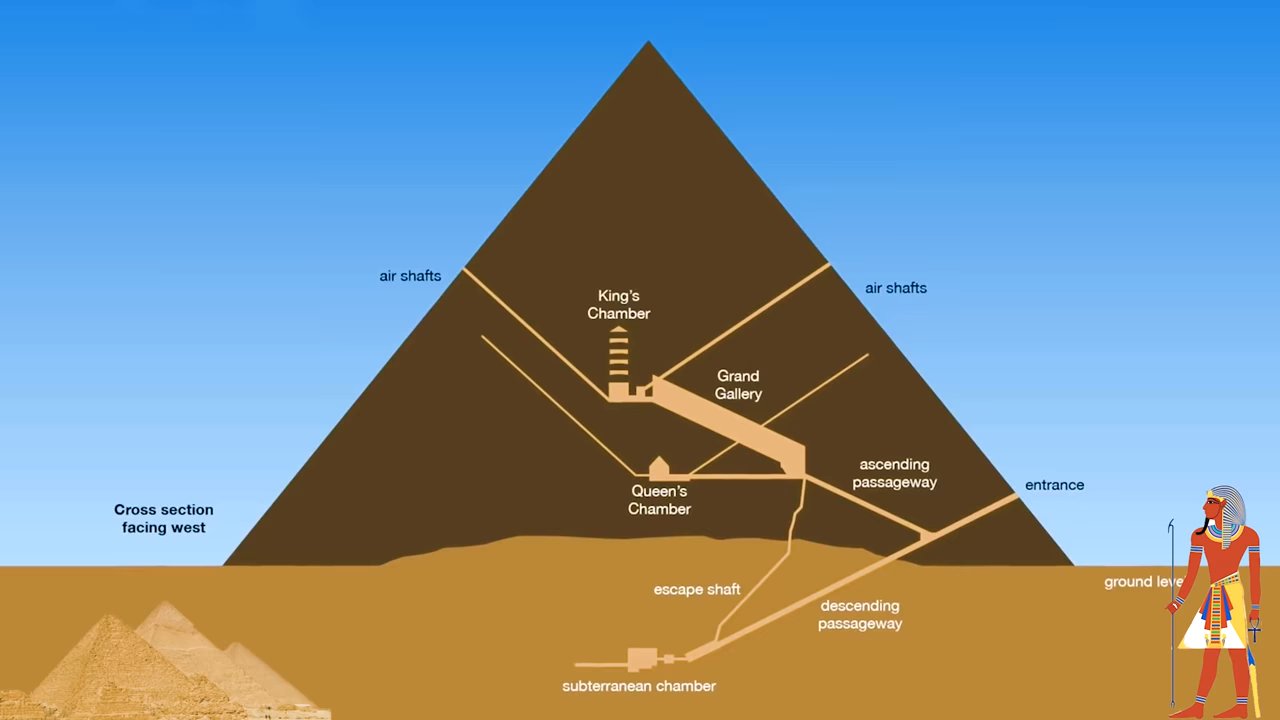 air shafts
air shafts
King's
Chamber
Grand
Gallery
ascending
passageway
entrance
Queen's
Chamber
Cross section
facing west
ground leve
escape shaft
descending
passageway
subterranean chamber